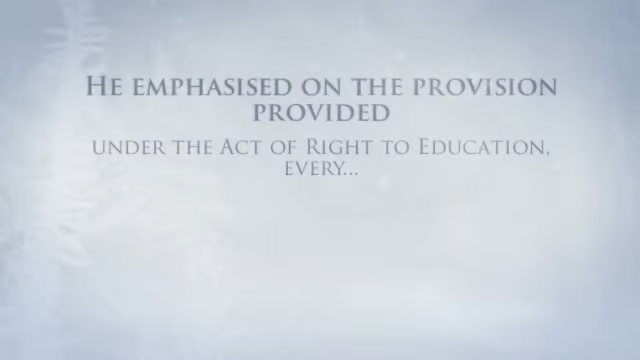 He emphasised on the provision
provided
under the Act of Right to Education,
every...